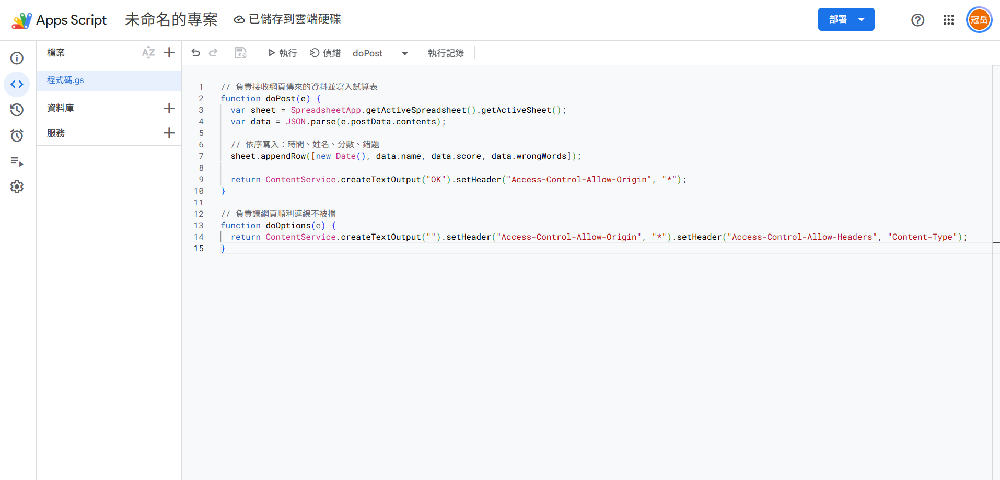 Apps Script 未命名的專案 已儲存到雲端硬碟 部署 冠岳
檔案 AZ 執行 偵錯 doPost 執行記錄
程式碼.gs
資料庫
服務
1 // 負責接收網頁傳來的資料並寫入試算表
2 function doPost(e) {
3 var sheet = SpreadsheetApp.getActiveSpreadsheet().getActiveSheet();
4 var data = JSON.parse(e.postData.contents);
5
6 // 依序寫入：時間、姓名、分數、錯題
7 sheet.appendRow([new Date(), data.name, data.score, data.wrongWords]);
8
9 return ContentService.createTextOutput("OK").setHeader("Access-Control-Allow-Origin", "*");
10 }
11
12 // 負責讓網頁順利連線不被擋
13 function doOptions(e) {
14 return ContentService.createTextOutput("").setHeader("Access-Control-Allow-Origin", "*").setHeader("Access-Control-Allow-Headers", "Content-Type");
15 }